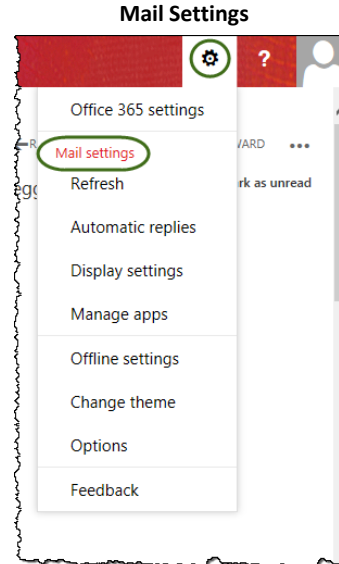 Mail Settings
?
Office 365 settings
Mail settings
WARD
Refresh
rk as unread
Automatic replies
Display settings
Manage apps
Offline settings
Change theme
Options
Feedback